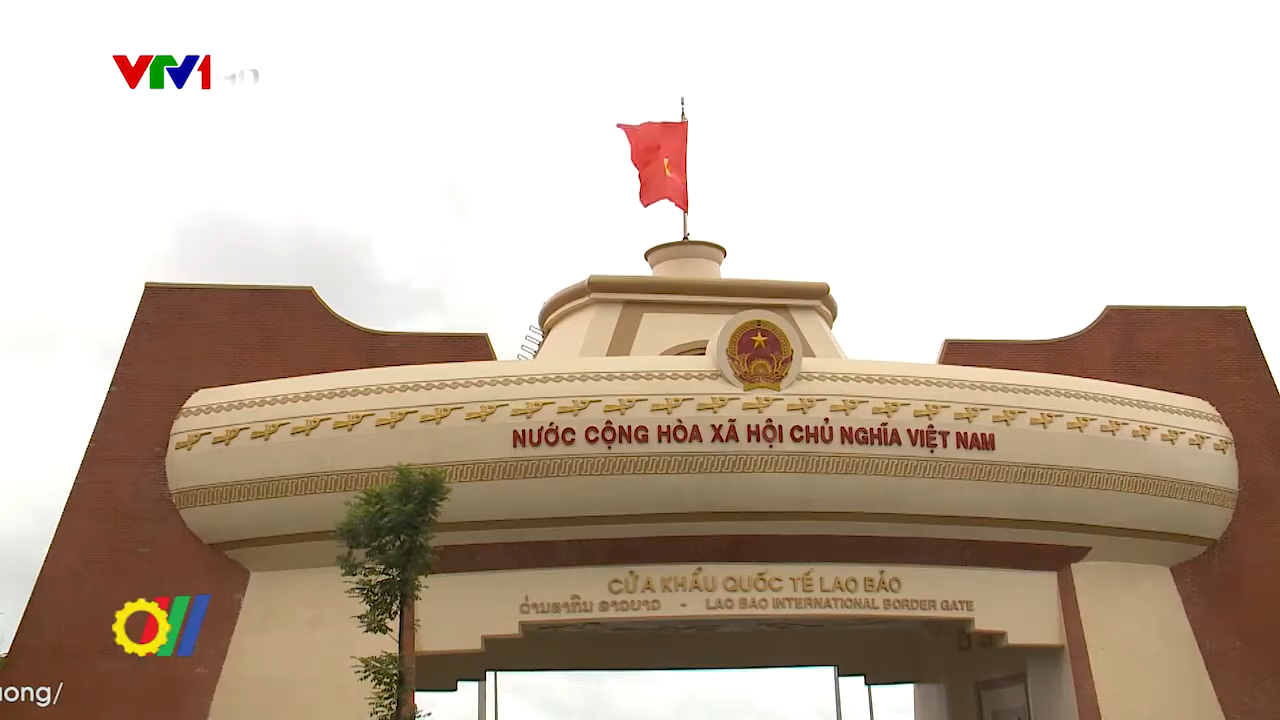 VTV1 HD
NƯỚC CỘNG HÒA XÃ HỘI CHỦ NGHĨA VIỆT NAM
CỬA KHẨU QUỐC TẾ LAO BẢO
ດ່ານສາກົນ ລາວບາວ - LAO BAO INTERNATIONAL BORDER GATE
uong/